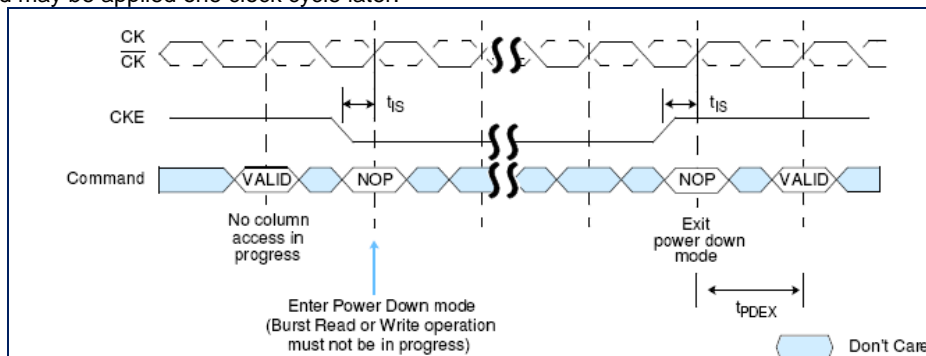 d may be applied one clock cycle later.
CK
CK
tIS
tIS
CKE
Command
VALID
NOP
NOP
VALID
No column
access in
progress
Exit
power down
mode
Enter Power Down mode
(Burst Read or Write operation
must not be in progress)
tPDEX
Don't Care